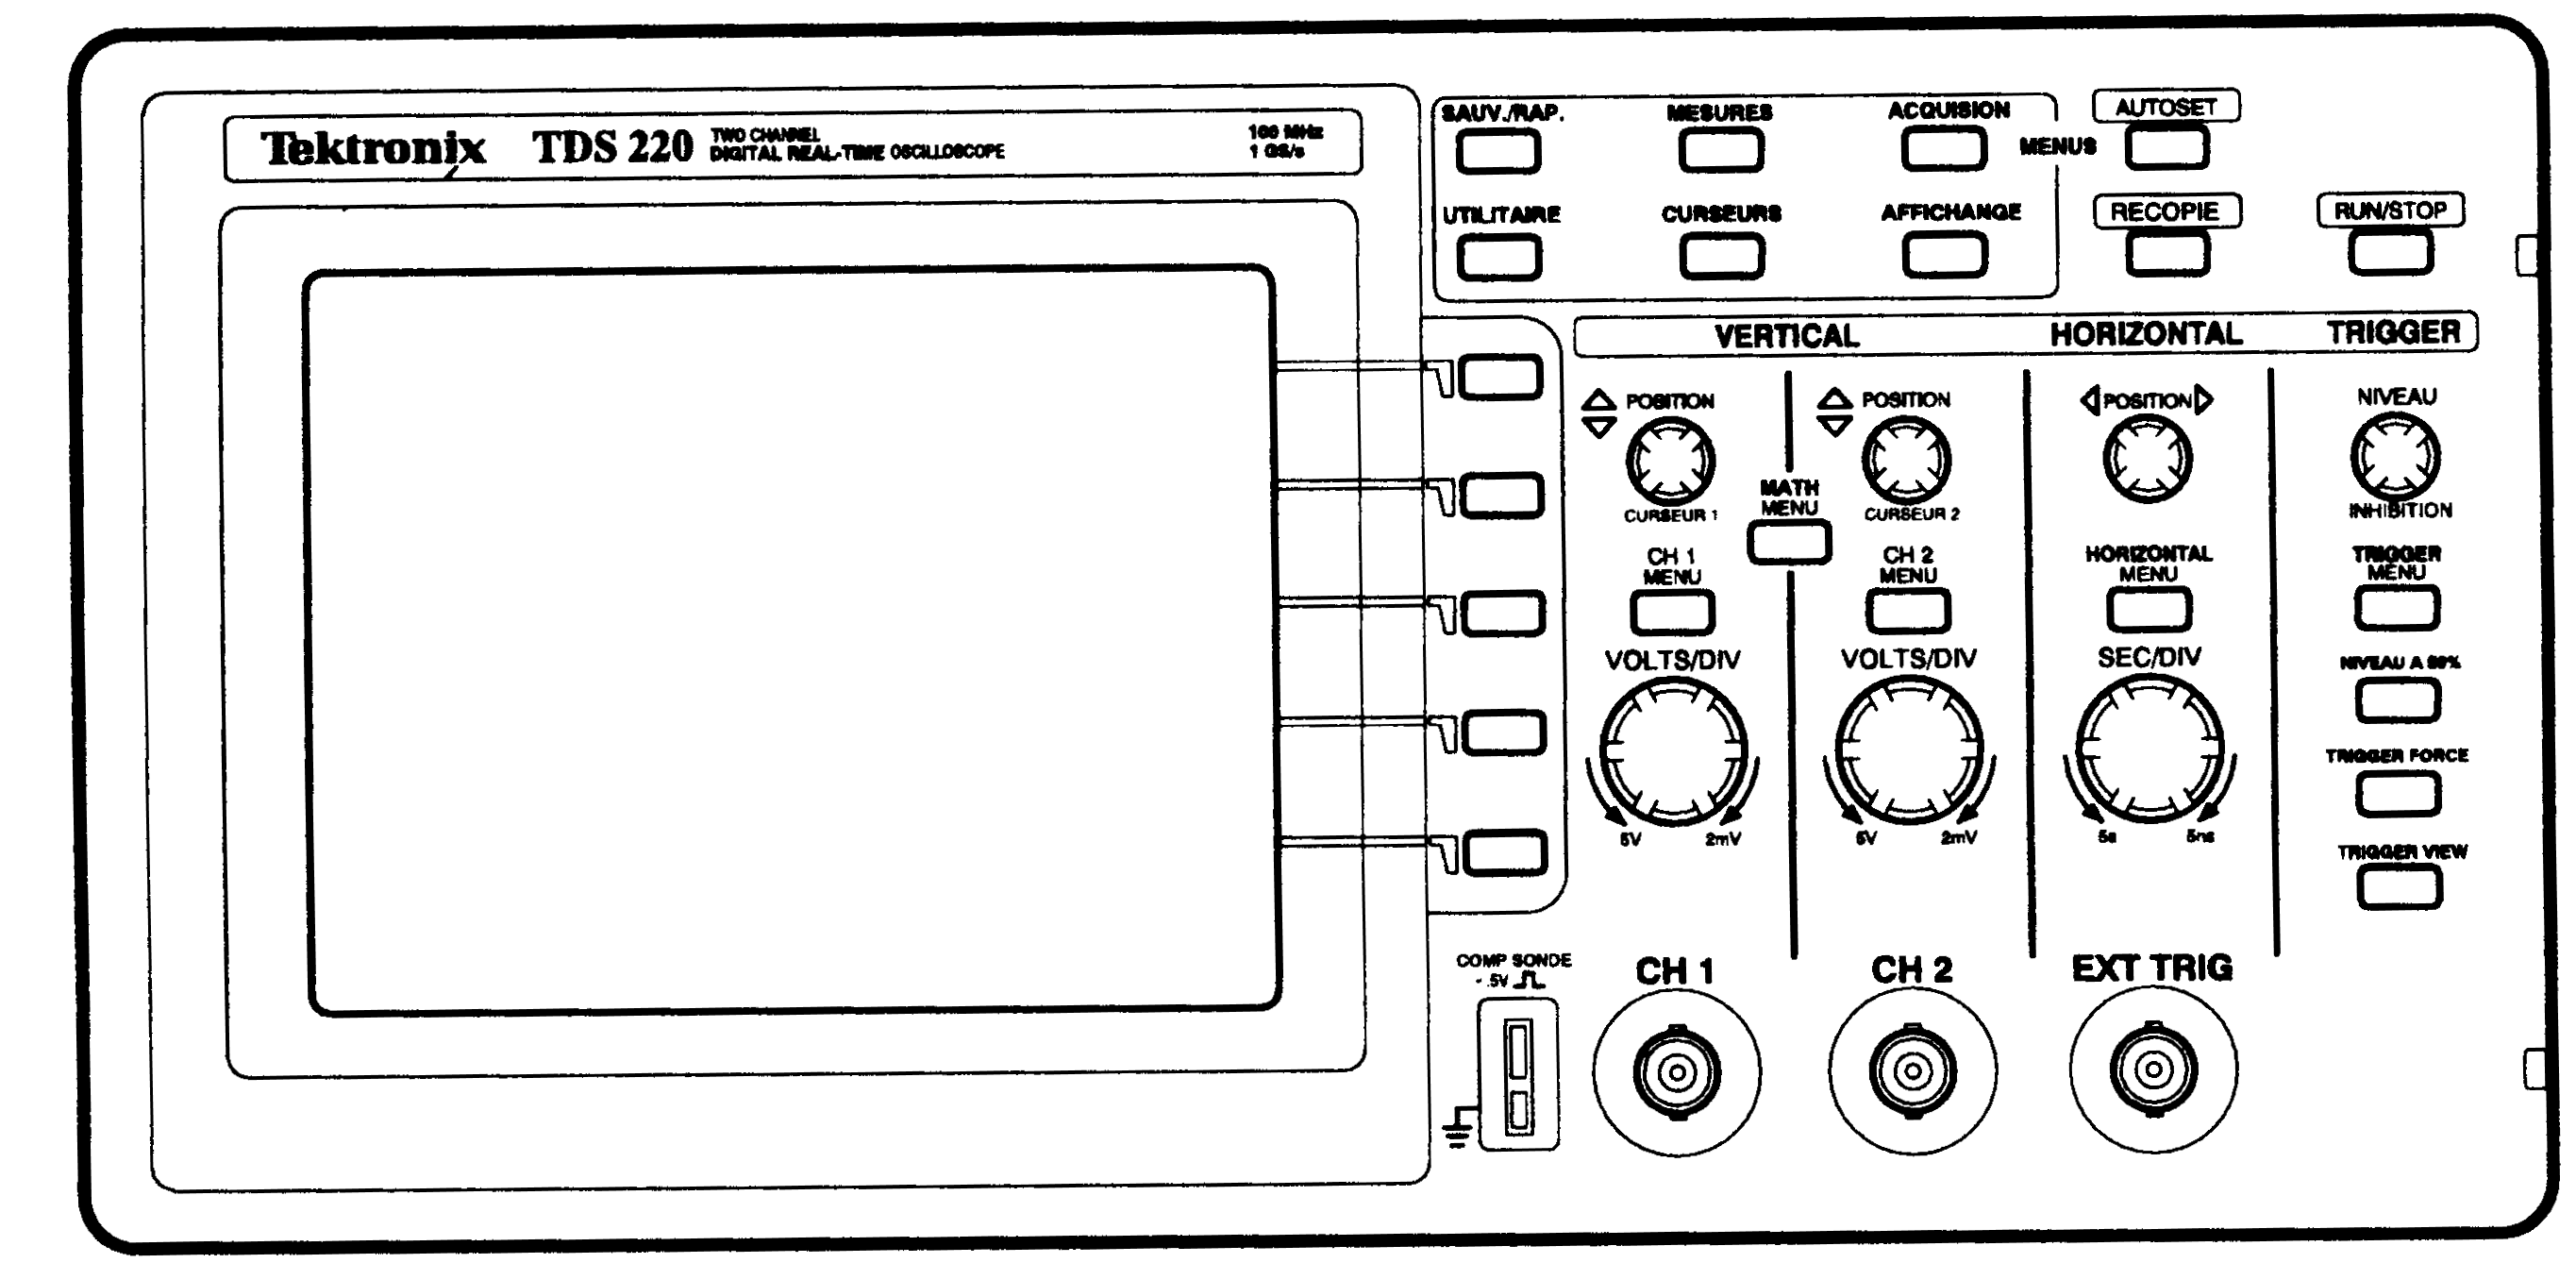 Tektronix TDS 220 TWO CHANNEL
DIGITAL REAL-TIME OSCILLOSCOPE
100 MHz
1 GS/s
SAUV./RAP. MESURES ACQUISION
MENUS
AUTOSET
UTILITAIRE CURSEURS AFFICHANGE
RECOPIE
RUN/STOP
VERTICAL HORIZONTAL TRIGGER
POSITION
CURSEUR 1
MATH
MENU
POSITION
CURSEUR 2
POSITION
NIVEAU
INHIBITION
CH 1
MENU
CH 2
MENU
HORIZONTAL
MENU
TRIGGER
MENU
VOLTS/DIV
5V 2mV
VOLTS/DIV
5V 2mV
SEC/DIV
5s 5ns
NIVEAU A 50%
TRIGGER FORCE
TRIGGER VIEW
COMP SONDE
- .5V
CH 1
CH 2
EXT TRIG